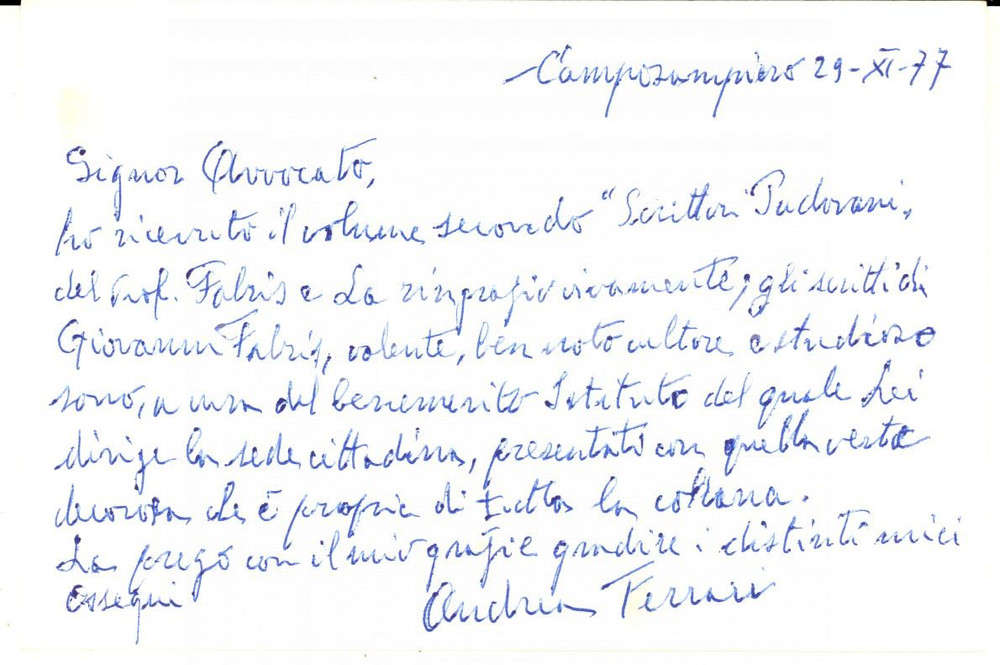 Camposampiero 29-XI-77
Signor Avvocato,
ho ricevuto il volume secondo "Scrittori Padovani"
del Prof. Fabris e La ringrazio vivamente; gli scritti di
Giovanni Fabris, valente, ben noto cultore e studioso
sono, a cura del benemerito Istituto del quale Lei
dirige la sede cittadina, presentati con quella veste
decorosa che è propria di tutta la collana.
La prego con il mio grazie gradire i distinti miei
ossequi
Andrea Ferrari